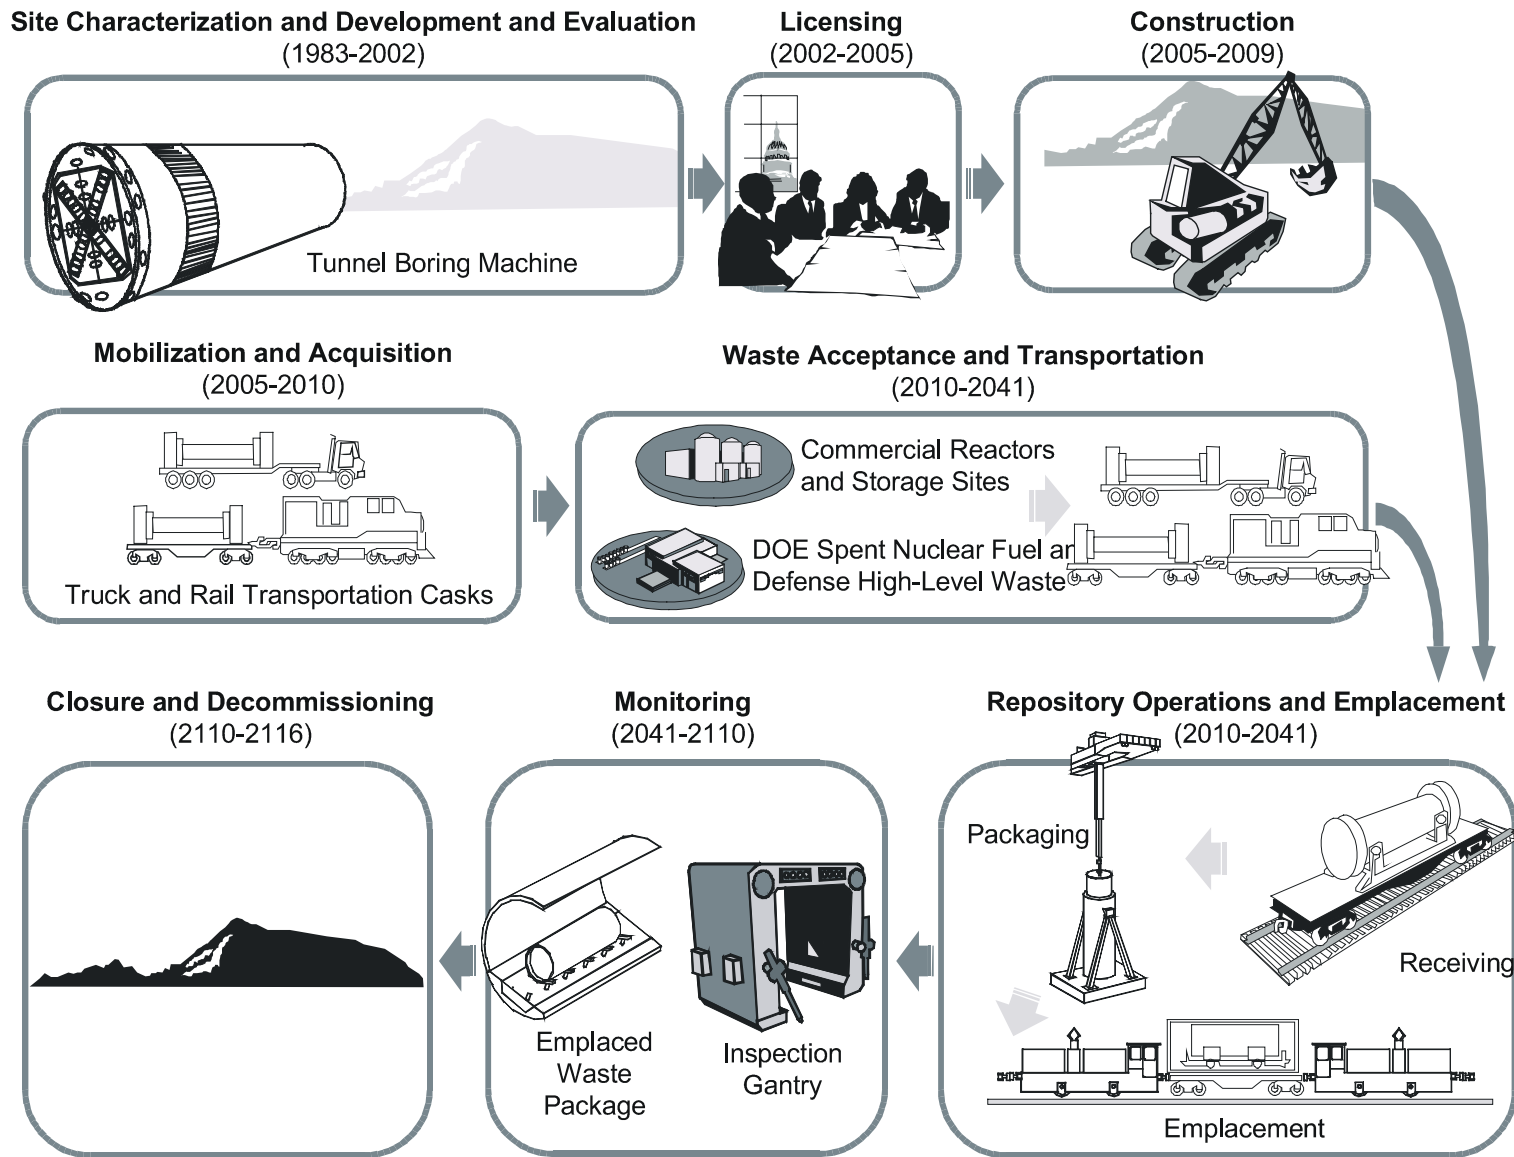 Site Characterization and Development and Evaluation
(1983-2002)
Licensing
(2002-2005)
Construction
(2005-2009)
Tunnel Boring Machine
Mobilization and Acquisition
(2005-2010)
Waste Acceptance and Transportation
(2010-2041)
Truck and Rail Transportation Casks
Commercial Reactors
and Storage Sites
DOE Spent Nuclear Fuel
Defense High-Level Waste
Closure and Decommissioning
(2110-2116)
Monitoring
(2041-2110)
Repository Operations and Emplacement
(2010-2041)
Emplaced
Waste
Package
Inspection
Gantry
Packaging
Receiving
Emplacement